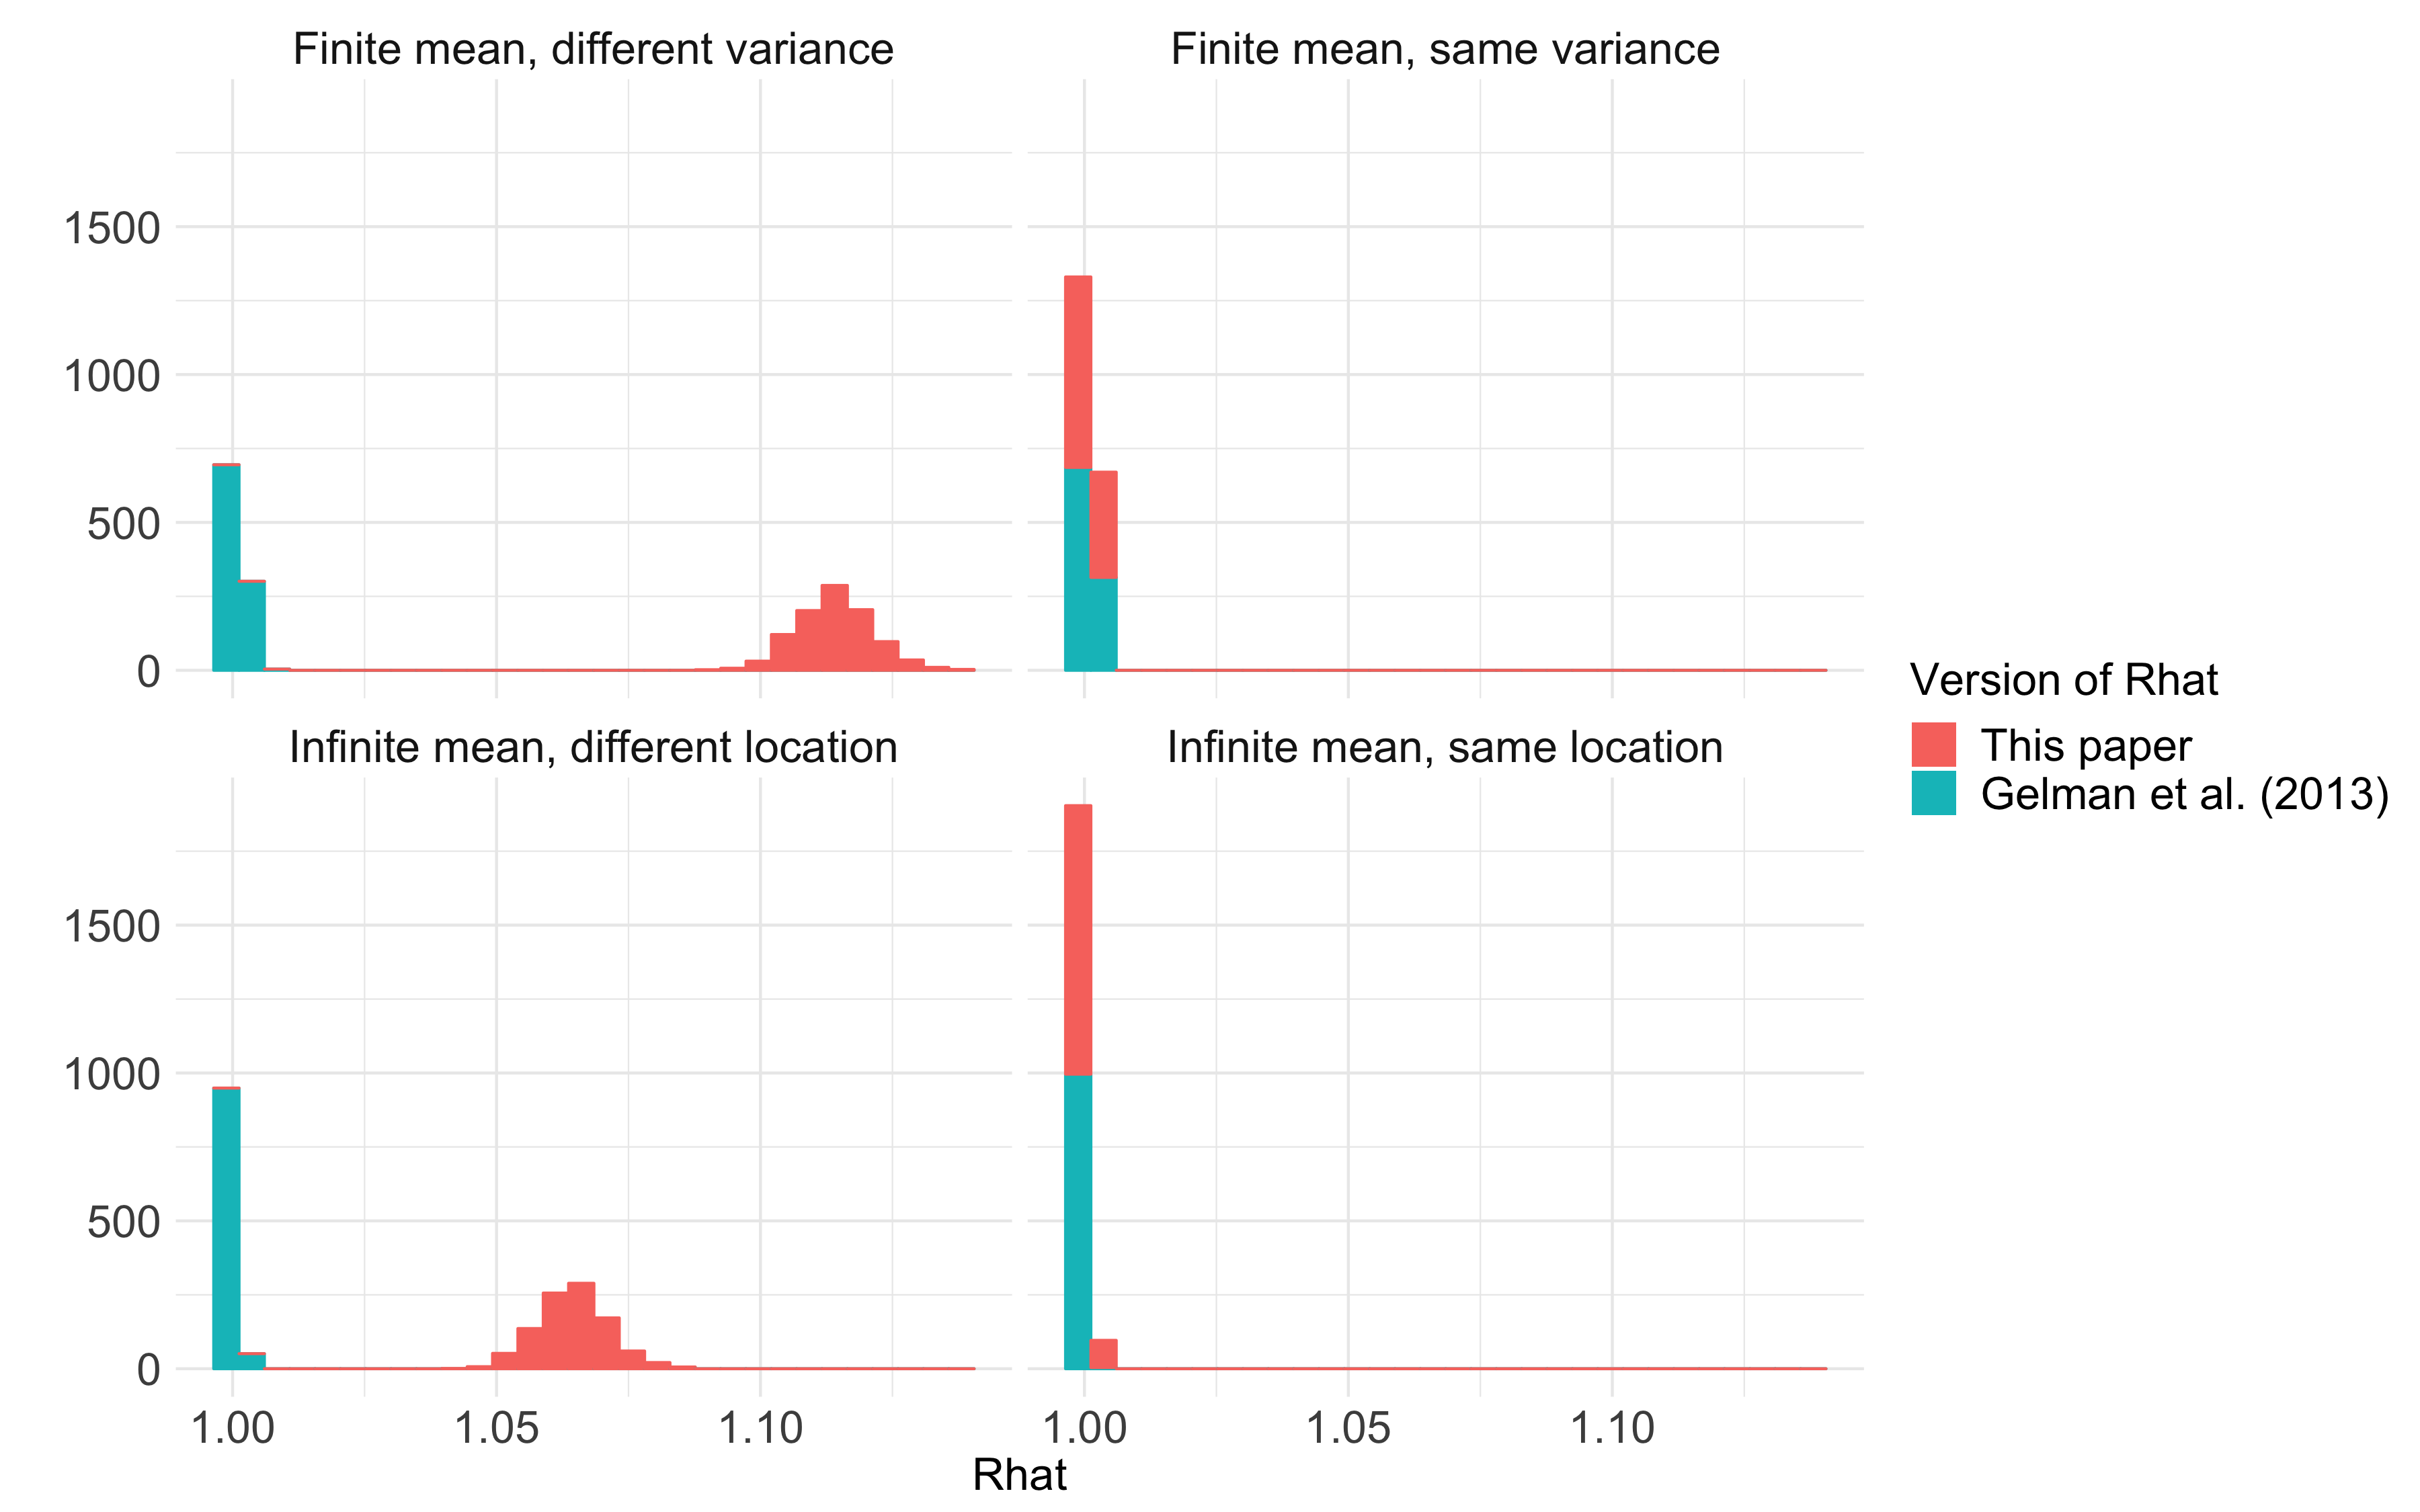 Finite mean, different variance
Finite mean, same variance
1500
1000
500
0
Infinite mean, different location
Infinite mean, same location
1500
1000
500
0
1.00
1.05
1.10
1.00
1.05
1.10
Rhat
Version of Rhat
This paper
Gelman et al. (2013)